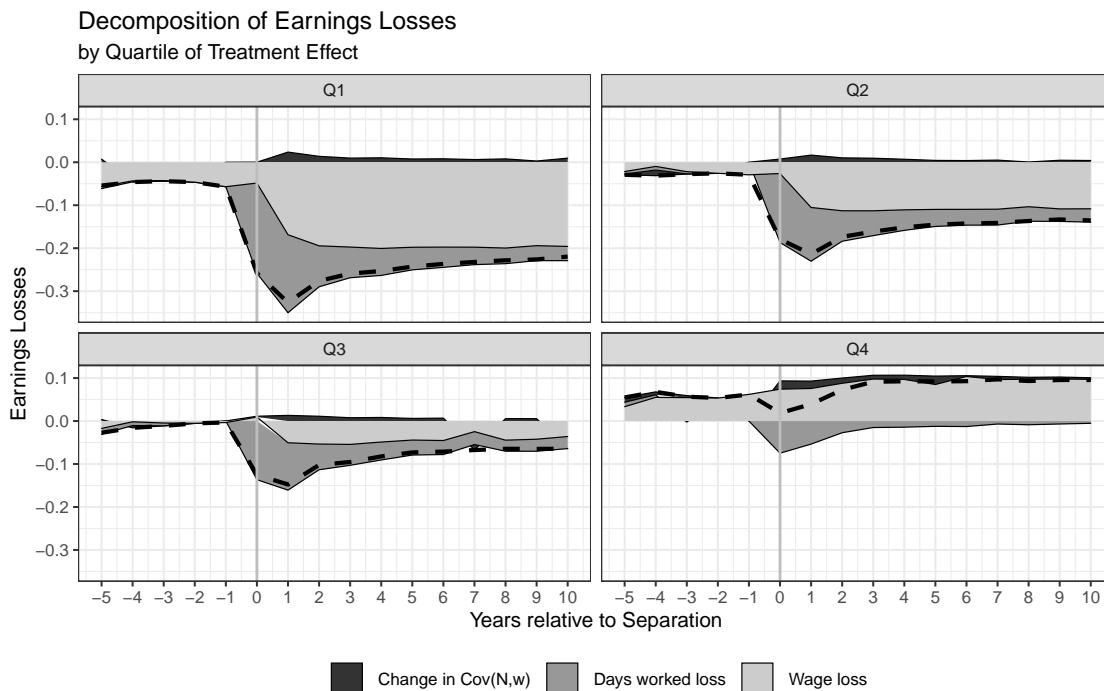 Decomposition of Earnings Losses
by Quartile of Treatment Effect
Q1
Q2
0.1
0.0
−0.1
−0.2
−0.3
Q3
Q4
0.1
0.0
−0.1
−0.2
−0.3
Earnings Losses
−5 −4 −3 −2 −1 0 1 2 3 4 5 6 7 8 9 10
−5 −4 −3 −2 −1 0 1 2 3 4 5 6 7 8 9 10
Years relative to Separation
Change in Cov(N,w)
Days worked loss
Wage loss